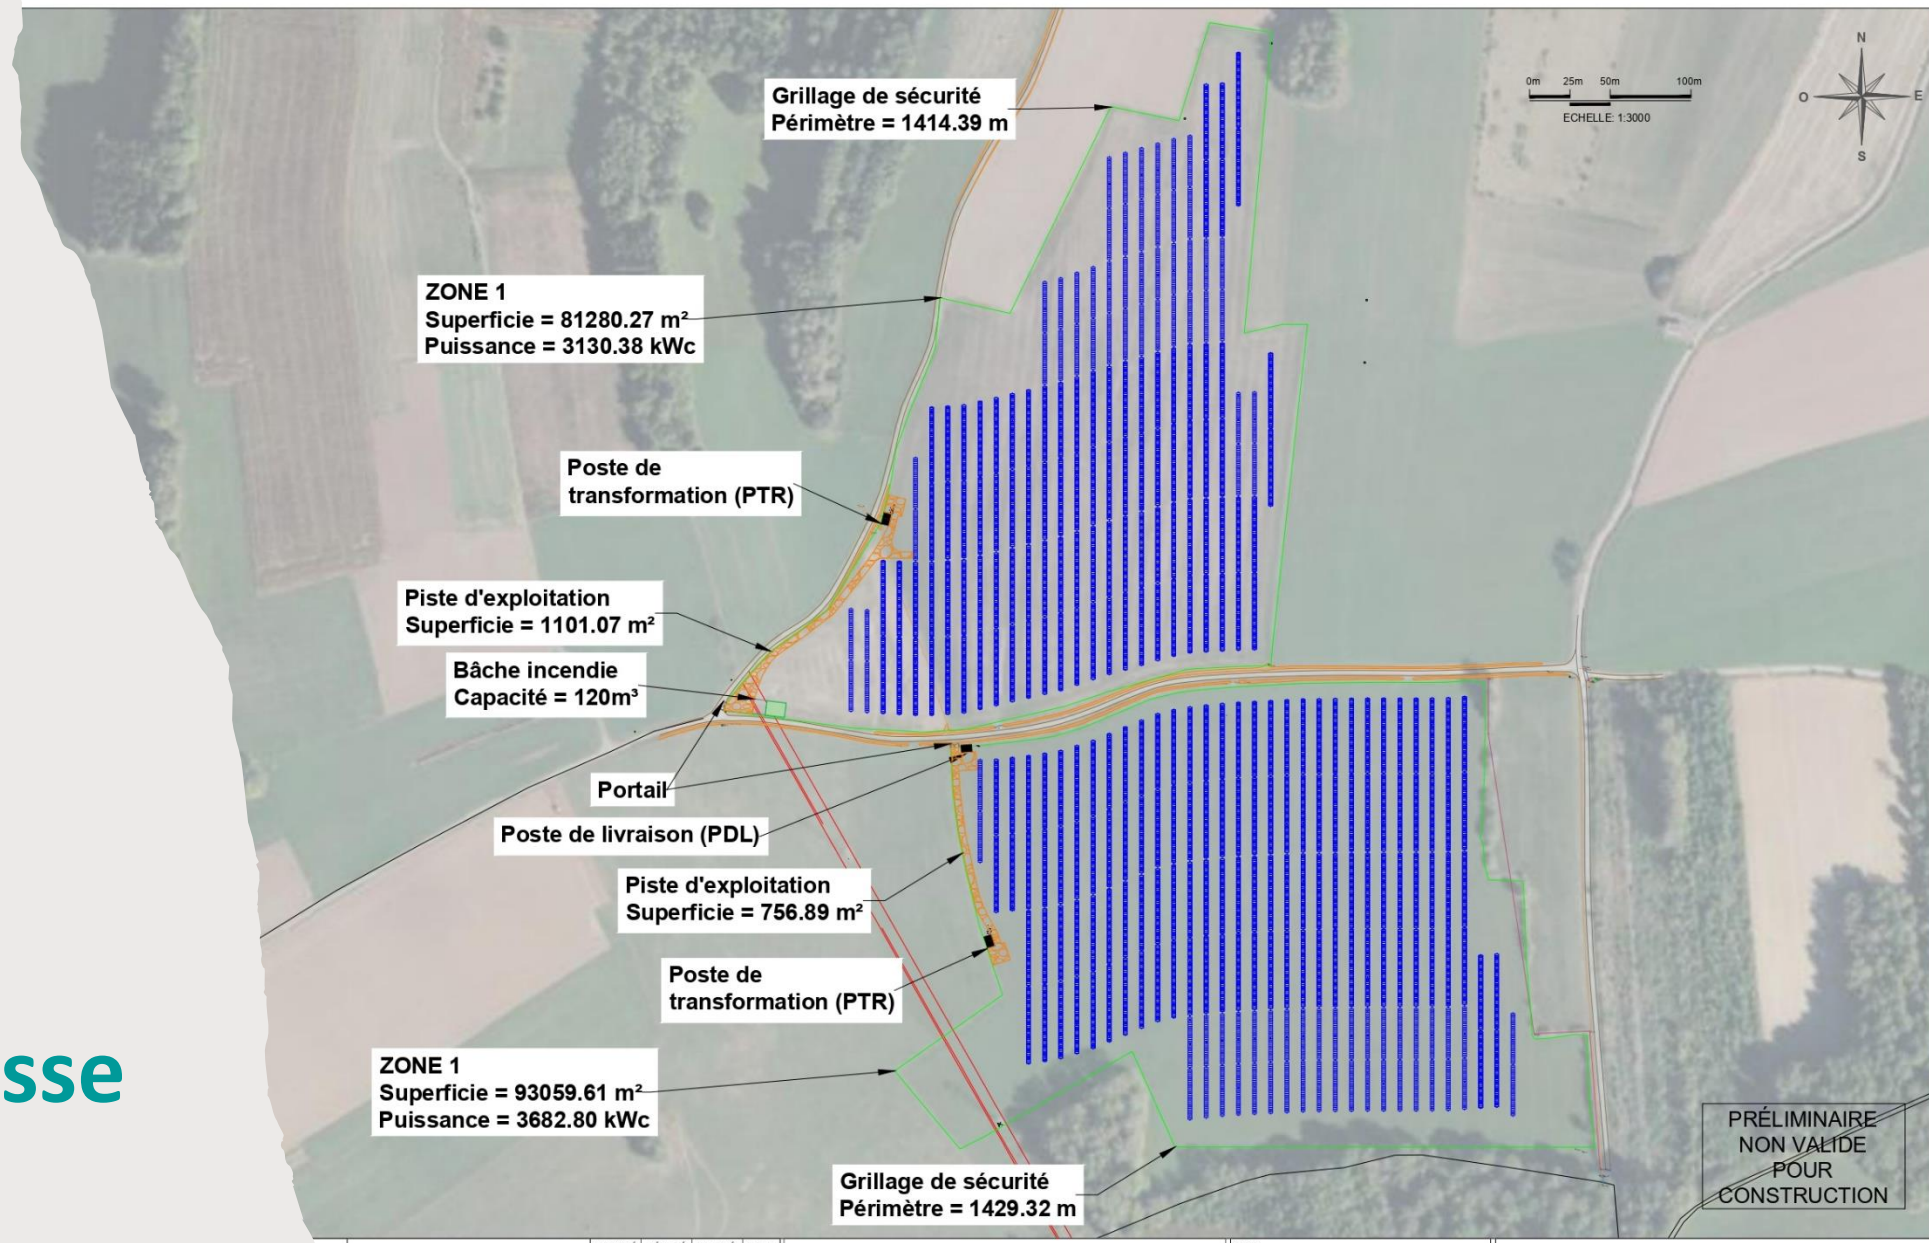 Grillage de sécurité
Périmètre = 1414.39 m
0m 25m 50m 100m
ECHELLE: 1:3000
N
O
E
S
ZONE 1
Superficie = 81280.27 m²
Puissance = 3130.38 kWc
Poste de
transformation (PTR)
Piste d'exploitation
Superficie = 1101.07 m²
Bâche incendie
Capacité = 120m³
Portail
Poste de livraison (PDL)
Piste d'exploitation
Superficie = 756.89 m²
Poste de
transformation (PTR)
sse
ZONE 1
Superficie = 93059.61 m²
Puissance = 3682.80 kWc
Grillage de sécurité
Périmètre = 1429.32 m
PRÉLIMINAIRE
NON VALIDE
POUR
CONSTRUCTION